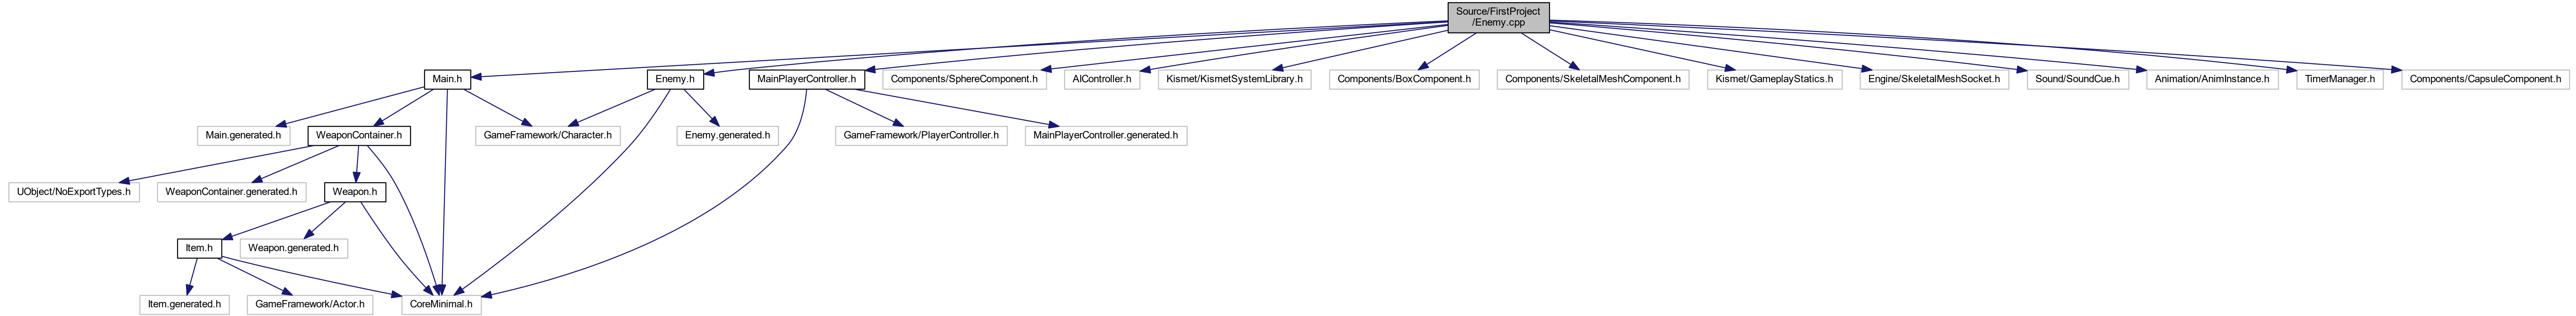 Source/FirstProject
/Enemy.cpp
Main.h
Enemy.h
MainPlayerController.h
Components/SphereComponent.h
AIController.h
Kismet/KismetSystemLibrary.h
Components/BoxComponent.h
Components/SkeletalMeshComponent.h
Kismet/GameplayStatics.h
Engine/SkeletalMeshSocket.h
Sound/SoundCue.h
Animation/AnimInstance.h
TimerManager.h
Components/CapsuleComponent.h
Main.generated.h
WeaponContainer.h
GameFramework/Character.h
Enemy.generated.h
GameFramework/PlayerController.h
MainPlayerController.generated.h
UObject/NoExportTypes.h
WeaponContainer.generated.h
Weapon.h
Item.h
Weapon.generated.h
Item.generated.h
GameFramework/Actor.h
CoreMinimal.h